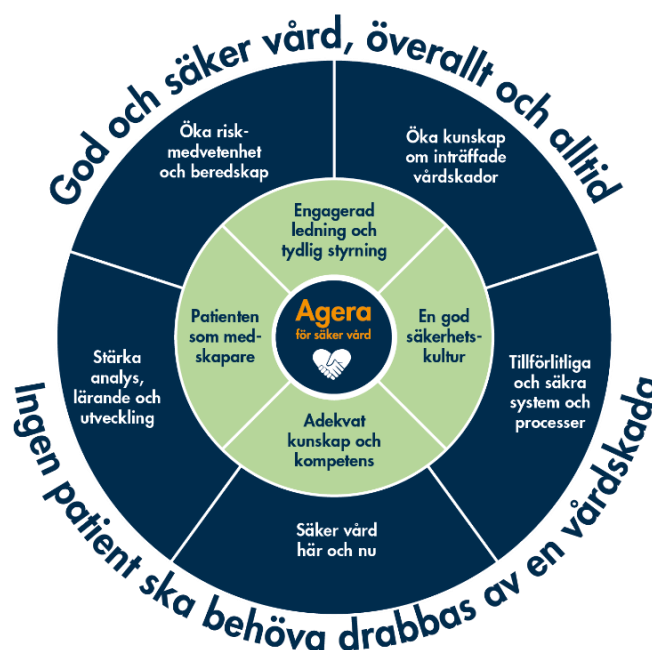 God och säker vård, överallt och alltid
Öka risk-
medvetenhet
och beredskap
Öka kunskap
om inträffade
vårdskador
Engagerad
ledning och
tydlig styrning
Patienten
som med-
skapare
Agera
för säker vård
En god
säkerhets-
kultur
Stärka
analys,
lärande och
utveckling
Tillförlitliga
och säkra
system och
processer
Adekvat
kunskap och
kompetens
Säker vård
här och nu
Ingen patient ska behöva drabbas av en vårdskada